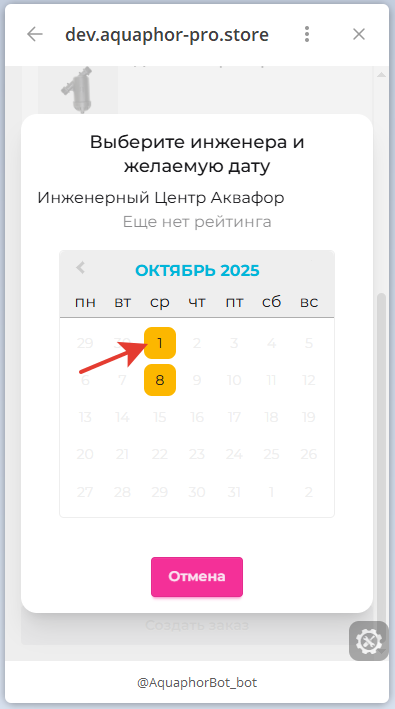 dev.aquaphor-pro.store
Выберите инженера и
желаемую дату
Инженерный Центр Аквафор
Еще нет рейтинга
ОКТЯБРЬ 2025
пн вт ср чт пт сб вс
29 1 2 3 4 5
6 7 8 9 10 11 12
13 14 15 16 17 18 19
20 21 22 23 24 25 26
27 28 29 30 31 1 2
Отмена
Создать заказ
@AquaphorBot_bot